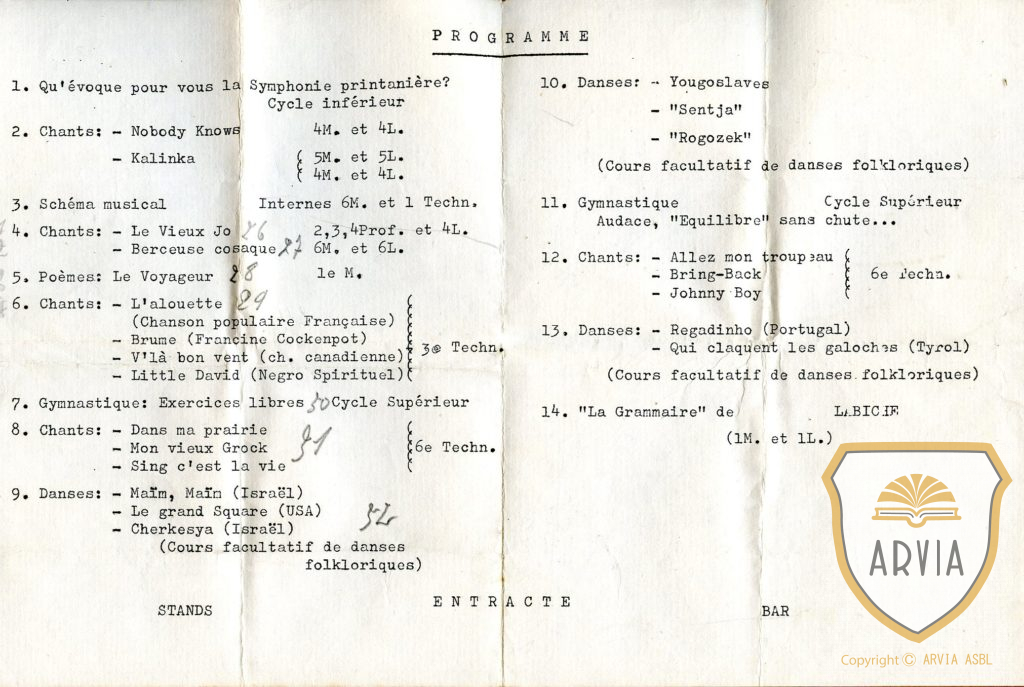 PROGRAMME
1. Qu'évoque pour vous la Symphonie printanière?
Cycle inférieur
2. Chants: - Nobody Knows 4M. et 4L.
- Kalinka ( 5M. et 5L.
( 4M. et 4L.
3. Schéma musical Internes 6M. et 1 Techn.
4. Chants: - Le Vieux Jo 26 2,3,4Prof. et 4L.
- Berceuse cosaque 27 6M. et 6L.
5. Poèmes: Le Voyageur 28 1e M.
6. Chants: - L'alouette 29
(Chanson populaire Française)
- Brume (Francine Cockenpot)
- V'là bon vent (ch. canadienne) 3e Techn.
- Little David (Negro Spirituel)
7. Gymnastique: Exercices libres 30 Cycle Supérieur
8. Chants: - Dans ma prairie
- Mon vieux Grock 31 6e Techn.
- Sing c'est la vie
9. Danses: - Maïm, Maïm (Israël)
- Le grand Square (USA)
- Cherkesya (Israël) 32
(Cours facultatif de danses
folkloriques)
STANDS
10. Danses: - Yougoslaves
- "Sentja"
- "Rogozek"
(Cours facultatif de danses folkloriques)
11. Gymnastique Cycle Supérieur
Audace, "Equilibre" sans chute...
12. Chants: - Allez mon troupeau
- Bring-Back 6e Techn.
- Johnny Boy
13. Danses: - Regadinho (Portugal)
- Qui claquent les galoches (Tyrol)
(Cours facultatif de danses folkloriques)
14. "La Grammaire" de LABICHE
(1M. et 1L.)
ENTRACTE
BAR
ARVIA
Copyright © ARVIA ASBL